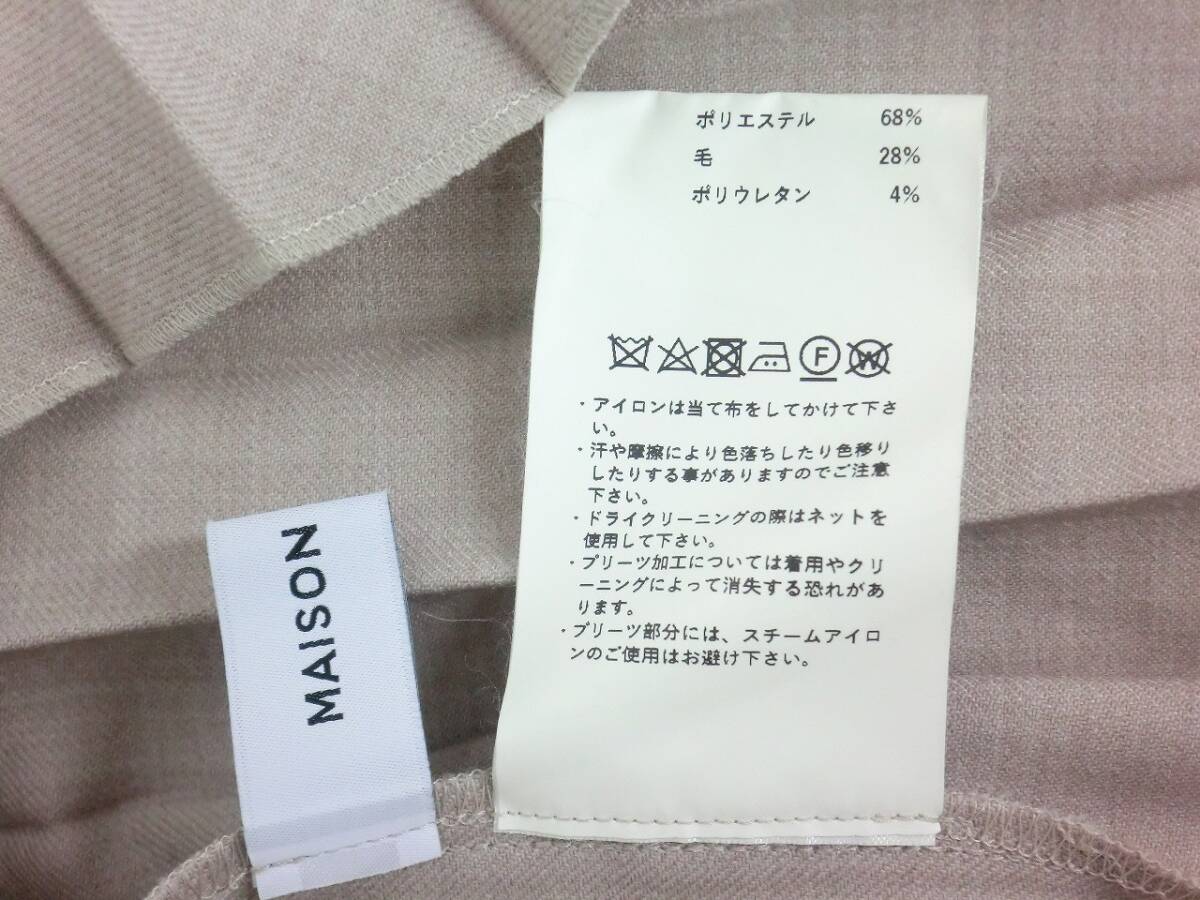 ポリエステル 68%
毛 28%
ポリウレタン 4%
F W
・アイロンは当て布をしてかけて下さ
い。
・汗や摩擦により色落ちしたり色移り
したりする事がありますのでご注意
下さい。
・ドライクリーニングの際はネットを
使用して下さい。
・プリーツ加工については着用やクリ
ーニングによって消失する恐れがあ
ります。
・プリーツ部分には、スチームアイロ
ンのご使用はお避け下さい。
MAISON